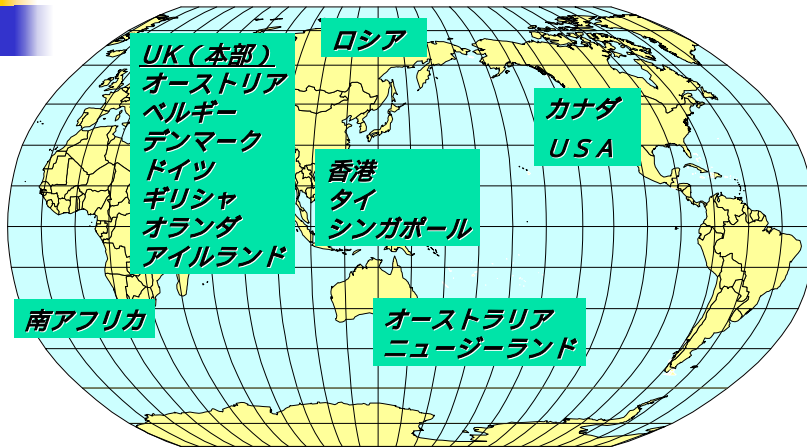 UK(本部)
オーストリア
ベルギー
デンマーク
ドイツ
ギリシャ
オランダ
アイルランド
ロシア
香港
タイ
シンガポール
カナダ
USA
南アフリカ
オーストラリア
ニュージーランド